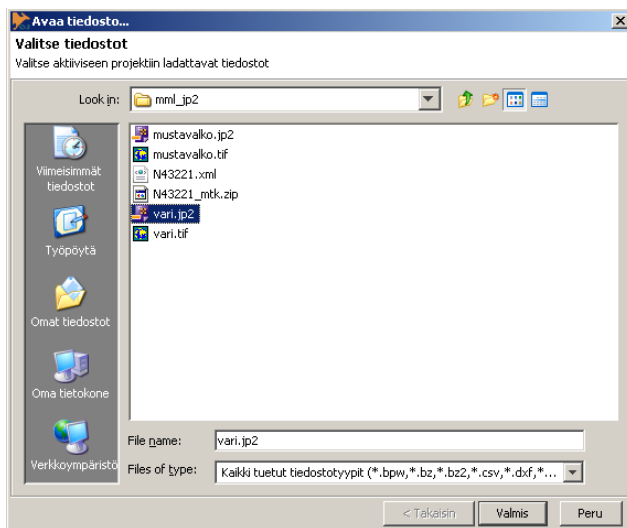 Avaa tiedosto...
Valitse tiedostot
Valitse aktiiviseen projektiin ladattavat tiedostot
Look in:
mml_jp2
Viimeisimmät
tiedostot
Työpöytä
Omat tiedostot
Oma tietokone
Verkkoympäristö
mustavalko.jp2
mustavalko.tif
N43221.xml
N43221_mtk.zip
vari.jp2
vari.tif
File name:
vari.jp2
Files of type:
Kaikki tuetut tiedostotyypit (*.bpw,*.bz,*.bz2,*.csv,*.dxf,*...
< Takaisin
Valmis
Peru